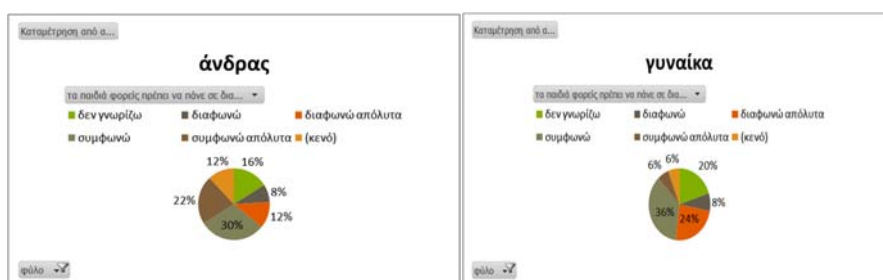 Καταμέτρηση από α...
άνδρας
τα παιδιά φορείς πρέπει να πάνε σε δια...
δεν γνωρίζω διαφωνώ διαφωνώ απόλυτα
συμφωνώ συμφωνώ απόλυτα (κενό)
12% 16%
8%
22%
12%
30%
φύλο
Καταμέτρηση από α...
γυναίκα
τα παιδιά φορείς πρέπει να πάνε σε δια...
δεν γνωρίζω διαφωνώ διαφωνώ απόλυτα
συμφωνώ συμφωνώ απόλυτα (κενό)
6% 6%
20%
8%
36%
24%
φύλο